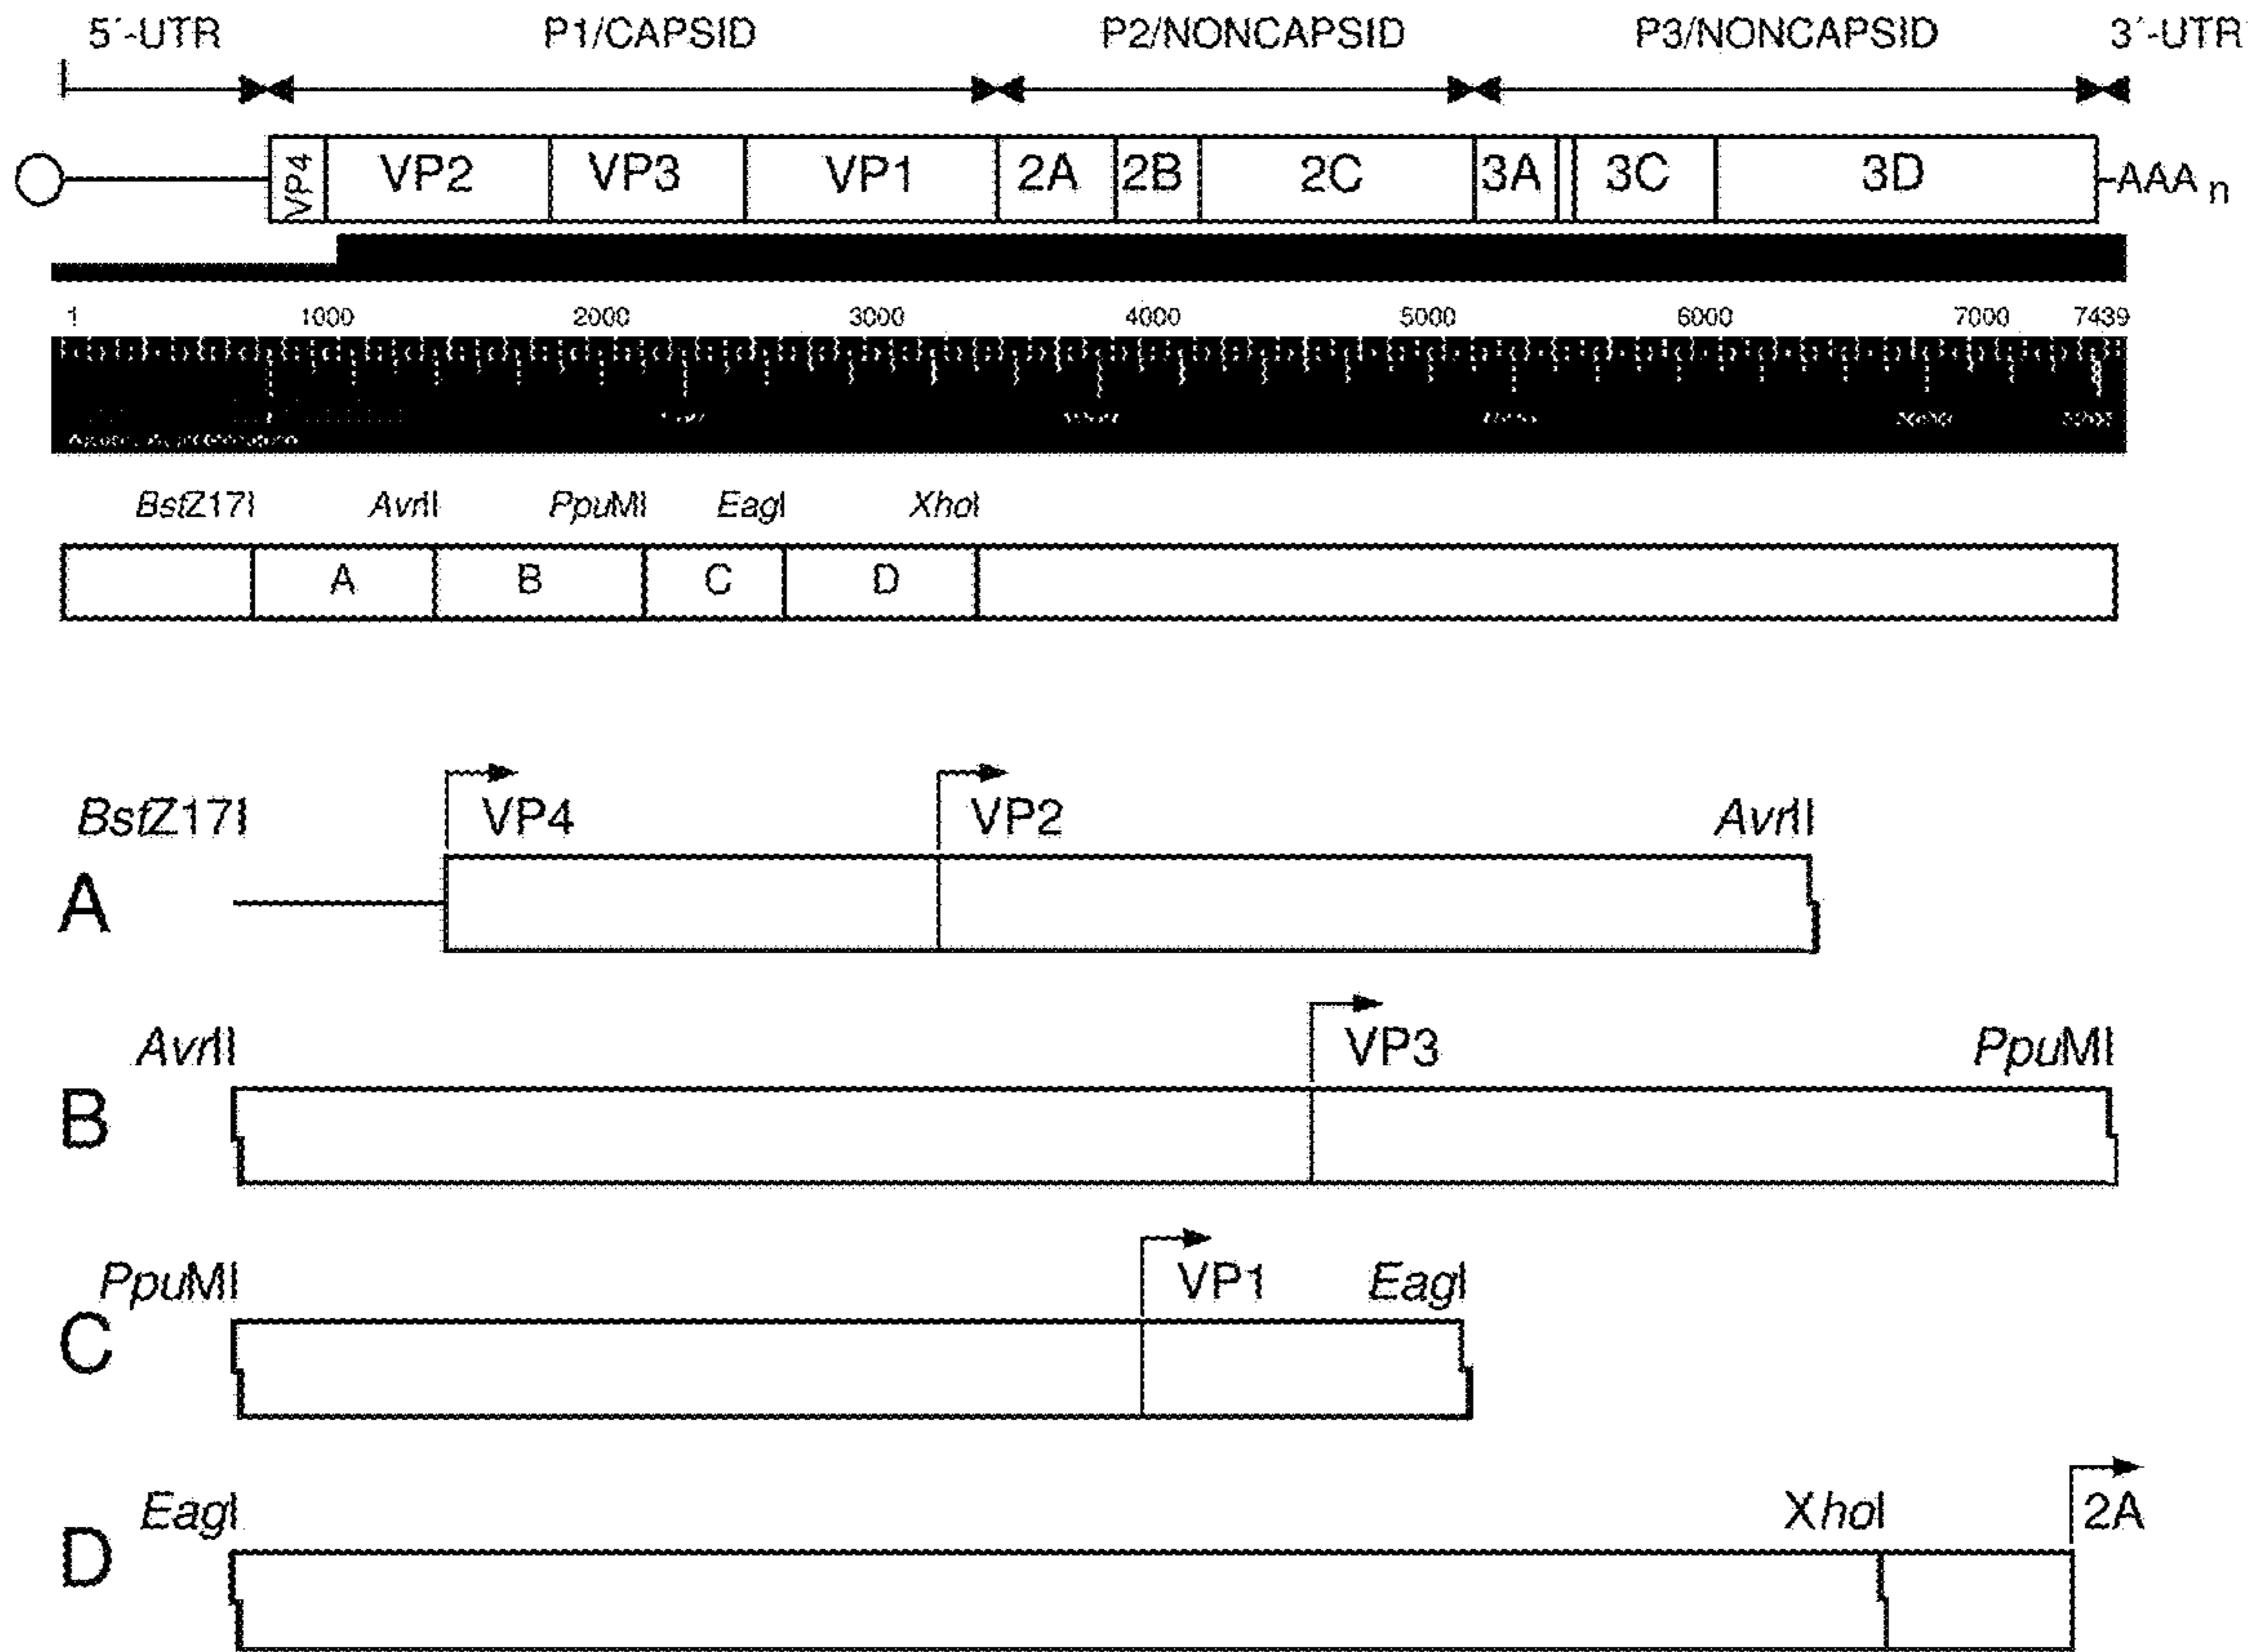 5´-UTR P1/CAPSID P2/NONCAPSID P3/NONCAPSID 3´-UTR
VP4 VP2 VP3 VP1 2A 2B 2C 3A 3C 3D -AAA n
1 1000 2000 3000 4000 5000 6000 7000 7439
BstZ17I AvrII PpuMI EagI XhoI
A B C D
BstZ17I VP4 VP2 AvrII
A
AvrII VP3 PpuMI
B
PpuMI VP1 EagI
C
EagI XhoI 2A
D